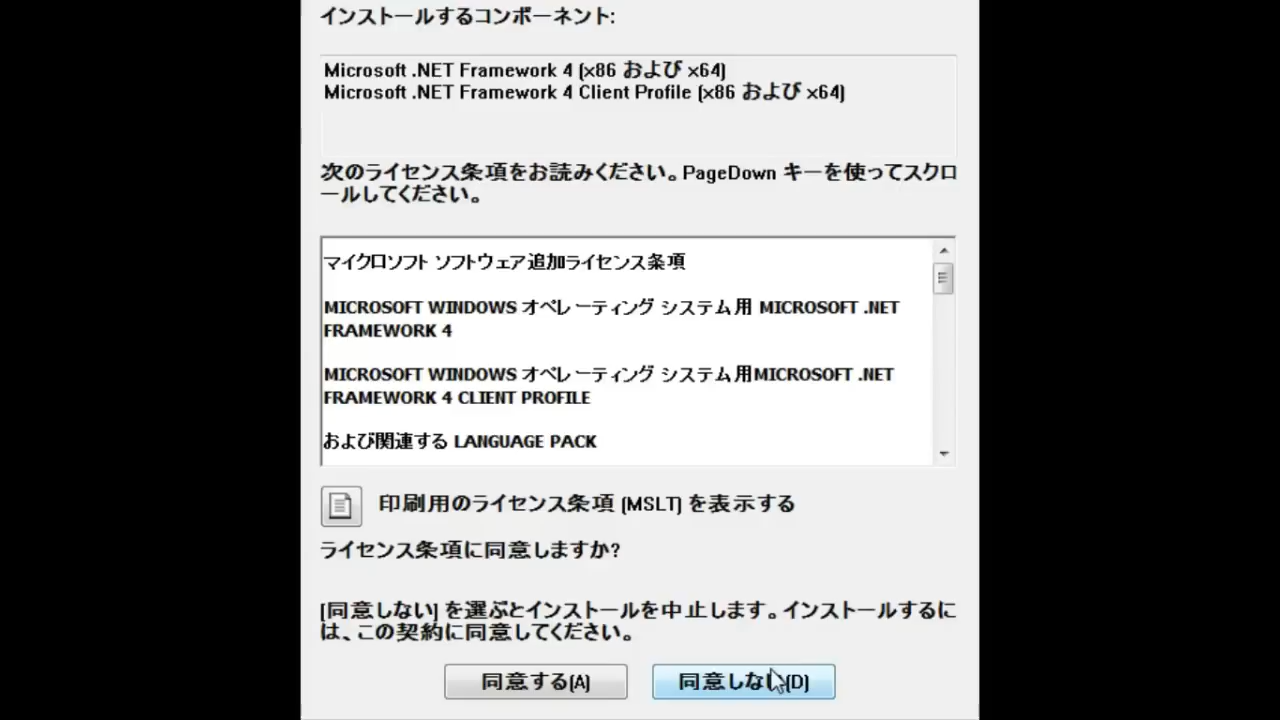 インストールするコンポーネント:
Microsoft .NET Framework 4 (x86 および x64)
Microsoft .NET Framework 4 Client Profile (x86 および x64)
次のライセンス条項をお読みください。PageDown キーを使ってスクロ
ールしてください。
マイクロソフト ソフトウェア追加ライセンス条項
MICROSOFT WINDOWS オペレーティング システム用 MICROSOFT .NET
FRAMEWORK 4
MICROSOFT WINDOWS オペレーティング システム用MICROSOFT .NET
FRAMEWORK 4 CLIENT PROFILE
および関連する LANGUAGE PACK
印刷用のライセンス条項 (MSLT) を表示する
ライセンス条項に同意しますか?
[同意しない] を選ぶとインストールを中止します。インストールするに
は、この契約に同意してください。
同意する(A)
同意しない(D)